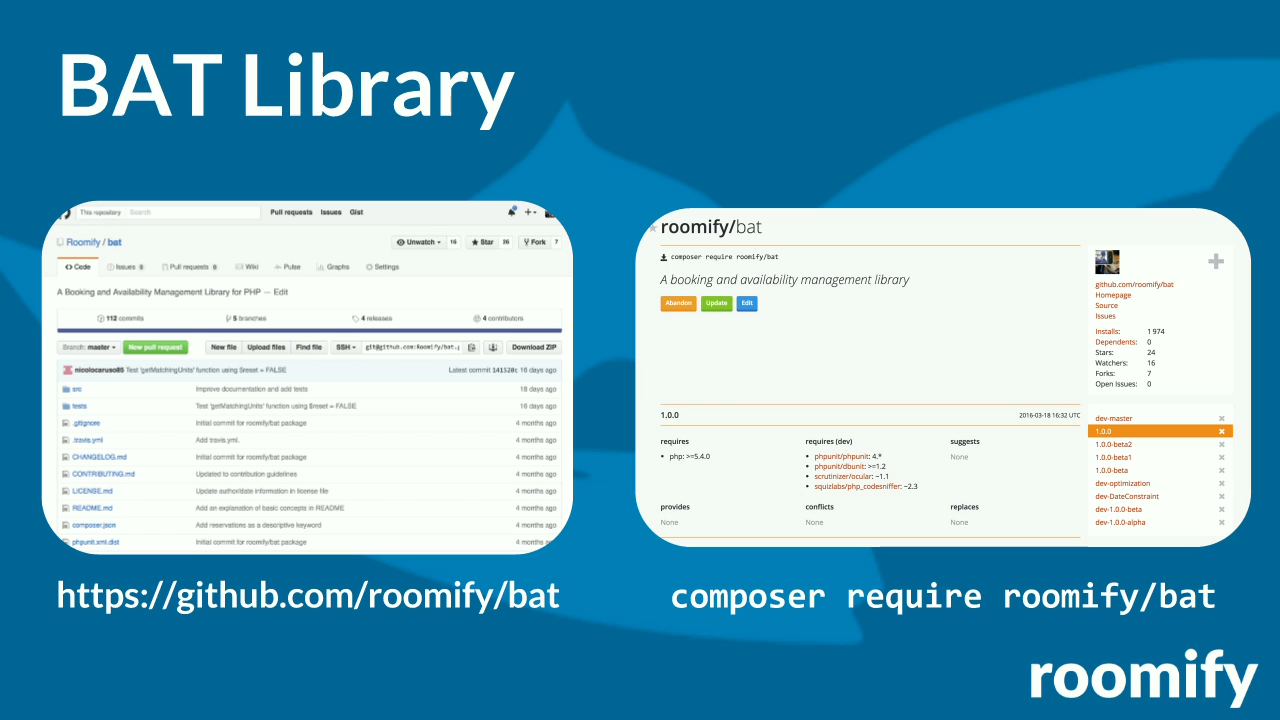 BAT Library
This repository Search Pull requests Issues Gist
Roomify / bat Unwatch 16 Star 26 Fork 7
Code Issues 0 Pull requests 0 Wiki Pulse Graphs Settings
A Booking and Availability Management Library for PHP — Edit
112 commits 5 branches 4 releases 4 contributors
Branch: master New pull request New file Upload files Find file SSH git@github.com:Roomify/bat. Download ZIP
nicolocaruso85 Test 'getMatchingUnits' function using $reset = FALSE Latest commit 141520c 16 days ago
src Improve documentation and add tests 18 days ago
tests Test 'getMatchingUnits' function using $reset = FALSE 16 days ago
.gitignore Initial commit for roomify/bat package 4 months ago
.travis.yml Add travis.yml. 4 months ago
CHANGELOG.md Initial commit for roomify/bat package 4 months ago
CONTRIBUTING.md Updated to contribution guidelines 4 months ago
LICENSE.md Update author/date information in license file 4 months ago
README.md Add an explanation of basic concepts in README 4 months ago
composer.json Add reservations as a descriptive keyword 4 months ago
phpunit.xml.dist Initial commit for roomify/bat package 4 months ago
https://github.com/roomify/bat
roomify/bat
composer require roomify/bat
A booking and availability management library
Abandon Update Edit
github.com/roomify/bat
Homepage
Source
Issues
Installs: 1 974
Dependents: 0
Stars: 24
Watchers: 16
Forks: 7
Open Issues: 0
1.0.0 2016-03-18 16:32 UTC
requires
php: >=5.4.0
requires (dev)
phpunit/phpunit: 4.*
phpunit/dbunit: >=1.2
scrutinizer/ocular: ~1.1
squizlabs/php_codesniffer: ~2.3
suggests
None
provides
None
conflicts
None
replaces
None
dev-master
1.0.0
1.0.0-beta2
1.0.0-beta1
1.0.0-beta
dev-optimization
dev-DateConstraint
dev-1.0.0-beta
dev-1.0.0-alpha
composer require roomify/bat
roomify